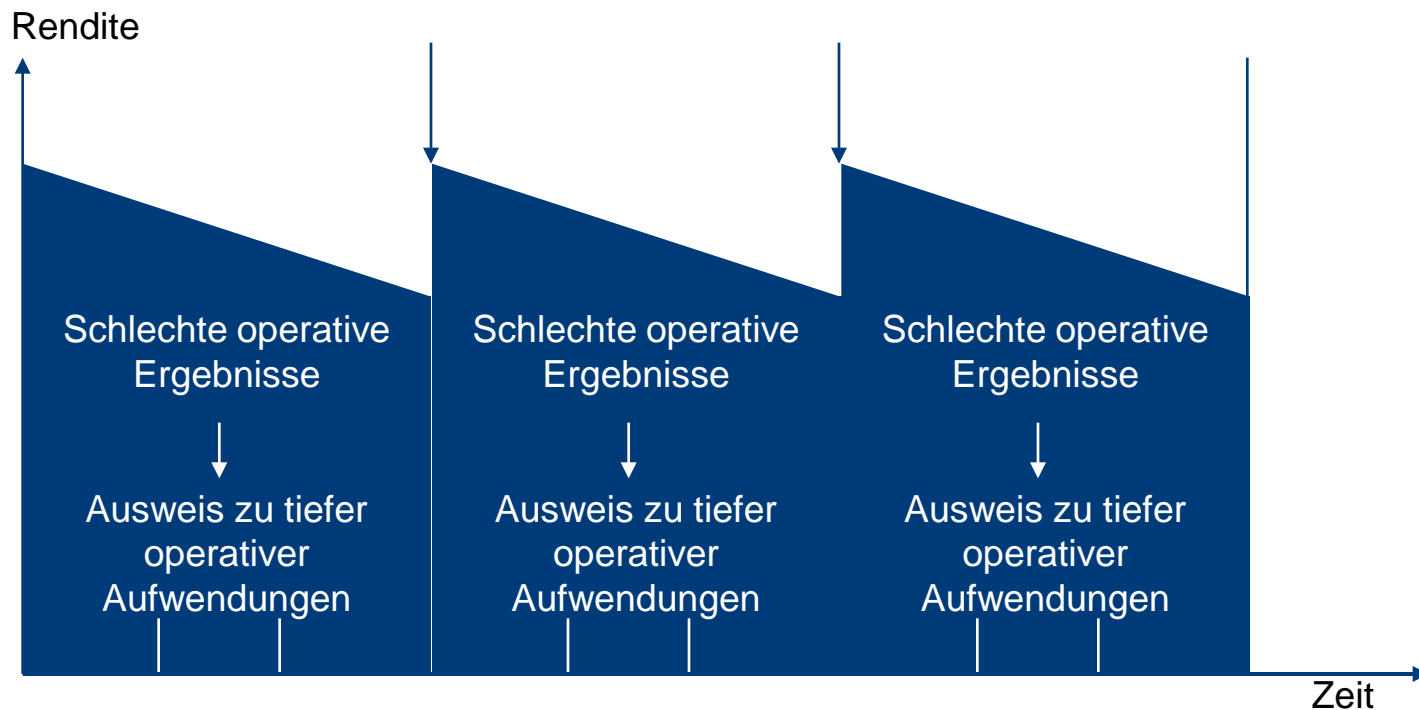 Rendite
Schlechte operative
Ergebnisse
Ausweis zu tiefer
operativer
Aufwendungen
Schlechte operative
Ergebnisse
Ausweis zu tiefer
operativer
Aufwendungen
Schlechte operative
Ergebnisse
Ausweis zu tiefer
operativer
Aufwendungen
Zeit